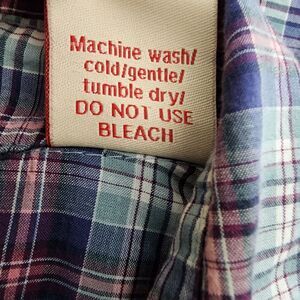 Machine wash/
cold/gentle/
tumble dry/
DO NOT USE
BLEACH